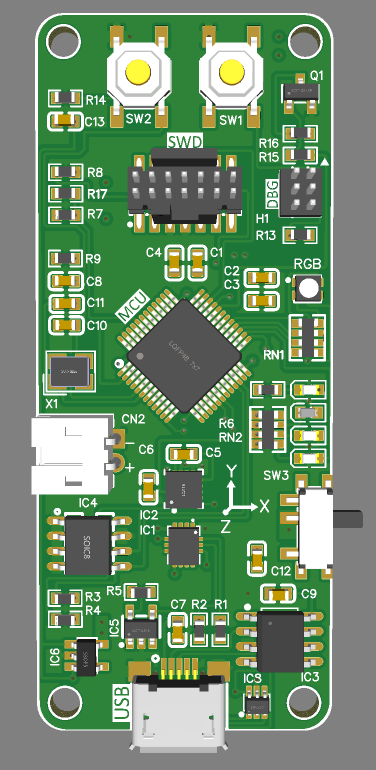 Q1
R14
C13
SW2
SW1
R16
R15
SWD
R8
R17
R7
DBG
H1
R13
C4
C1
R9
C8
C11
C10
C2
C3
RGB
MCU
LQFP48 7x7
RN1
X1
CN2
R6
RN2
C6
C5
SW3
IC4
IC2
IC1
Y
X
Z
SOIC8
C12
R3
R4
R5
IC5
C7
R2
R1
C9
IC6
IC3
IC3
USB